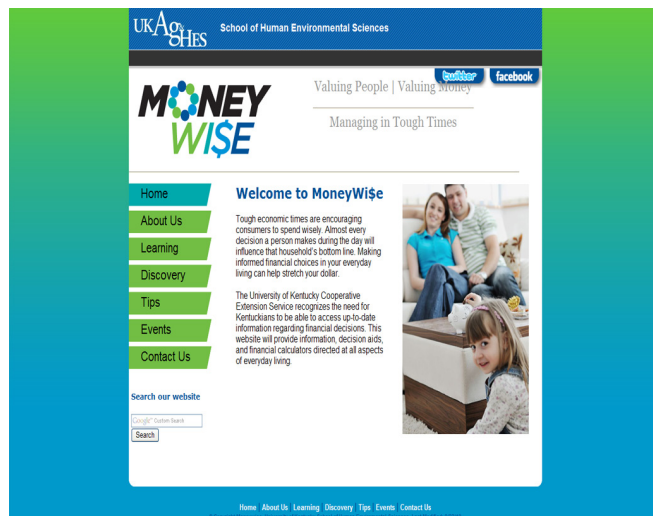 UKAg HES School of Human Environmental Sciences
twitter facebook
MONEY
WI$E
Valuing People | Valuing Money
Managing in Tough Times
Home
About Us
Learning
Discovery
Tips
Events
Contact Us
Search our website
Google™ Custom Search
Search
Welcome to MoneyWi$e
Tough economic times are encouraging
consumers to spend wisely. Almost every
decision a person makes during the day will
influence that household's bottom line. Making
informed financial choices in your everyday
living can help stretch your dollar.
The University of Kentucky Cooperative
Extension Service recognizes the need for
Kentuckians to be able to access up-to-date
information regarding financial decisions. This
website will provide information, decision aids,
and financial calculators directed at all aspects
of everyday living.
Home About Us Learning Discovery Tips Events Contact Us